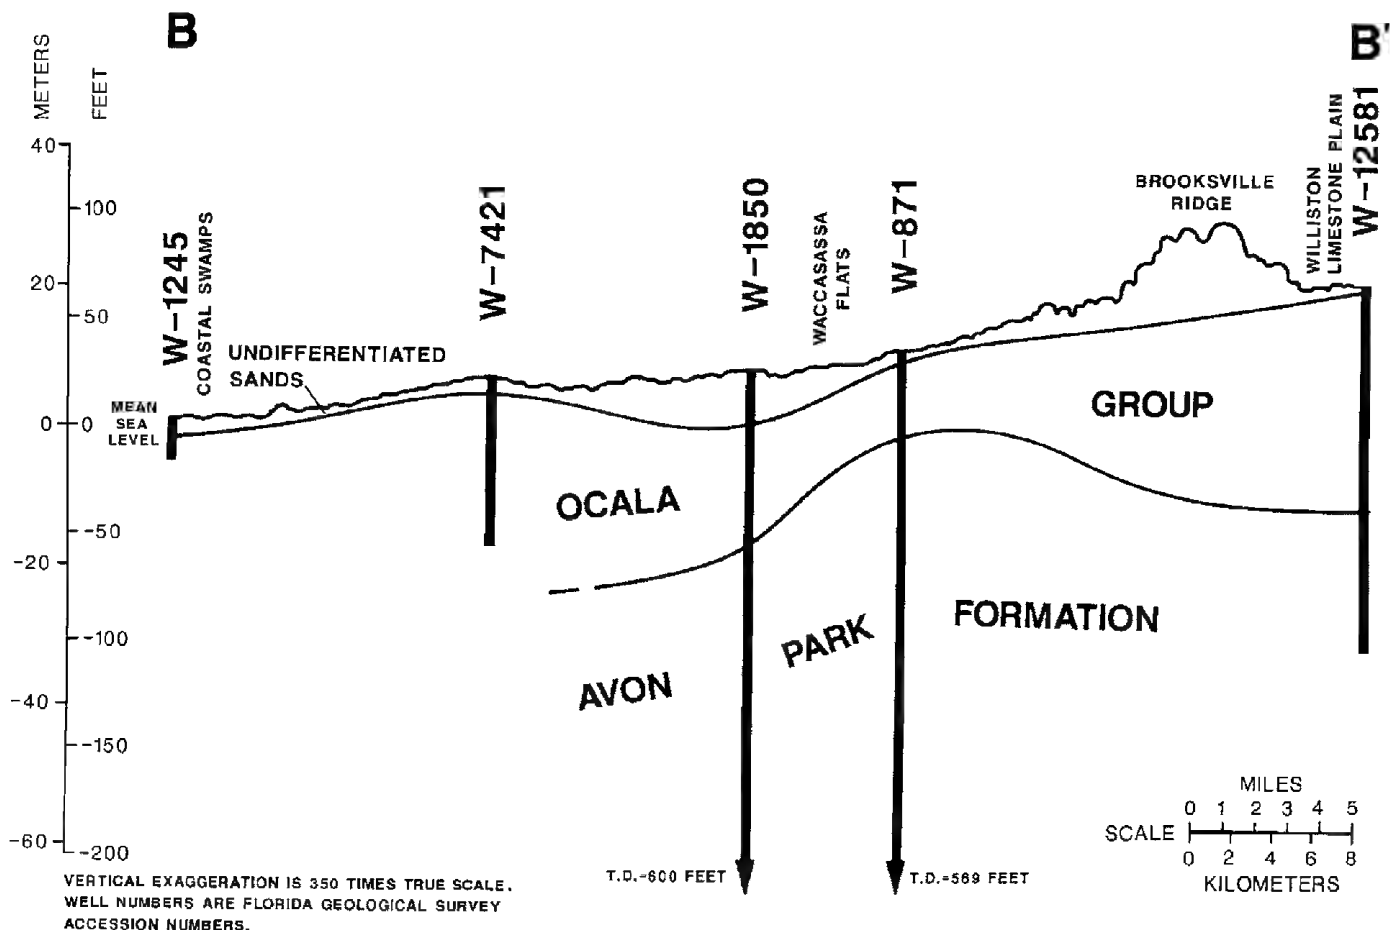 B
B'
METERS
FEET
40
100
20
50
0
0
-50
-20
-100
-40
-150
-60
-200
MEAN
SEA
LEVEL
W-1245
COASTAL SWAMPS
UNDIFFERENTIATED
SANDS
W-7421
W-1850
WACCASASSA
FLATS
W-871
BROOKSVILLE
RIDGE
WILLISTON
LIMESTONE PLAIN
W-12581
OCALA
GROUP
AVON
PARK
FORMATION
T.D.-600 FEET
T.D.-569 FEET
MILES
0 1 2 3 4 5
SCALE
0 2 4 6 8
KILOMETERS
VERTICAL EXAGGERATION IS 350 TIMES TRUE SCALE.
WELL NUMBERS ARE FLORIDA GEOLOGICAL SURVEY
ACCESSION NUMBERS.